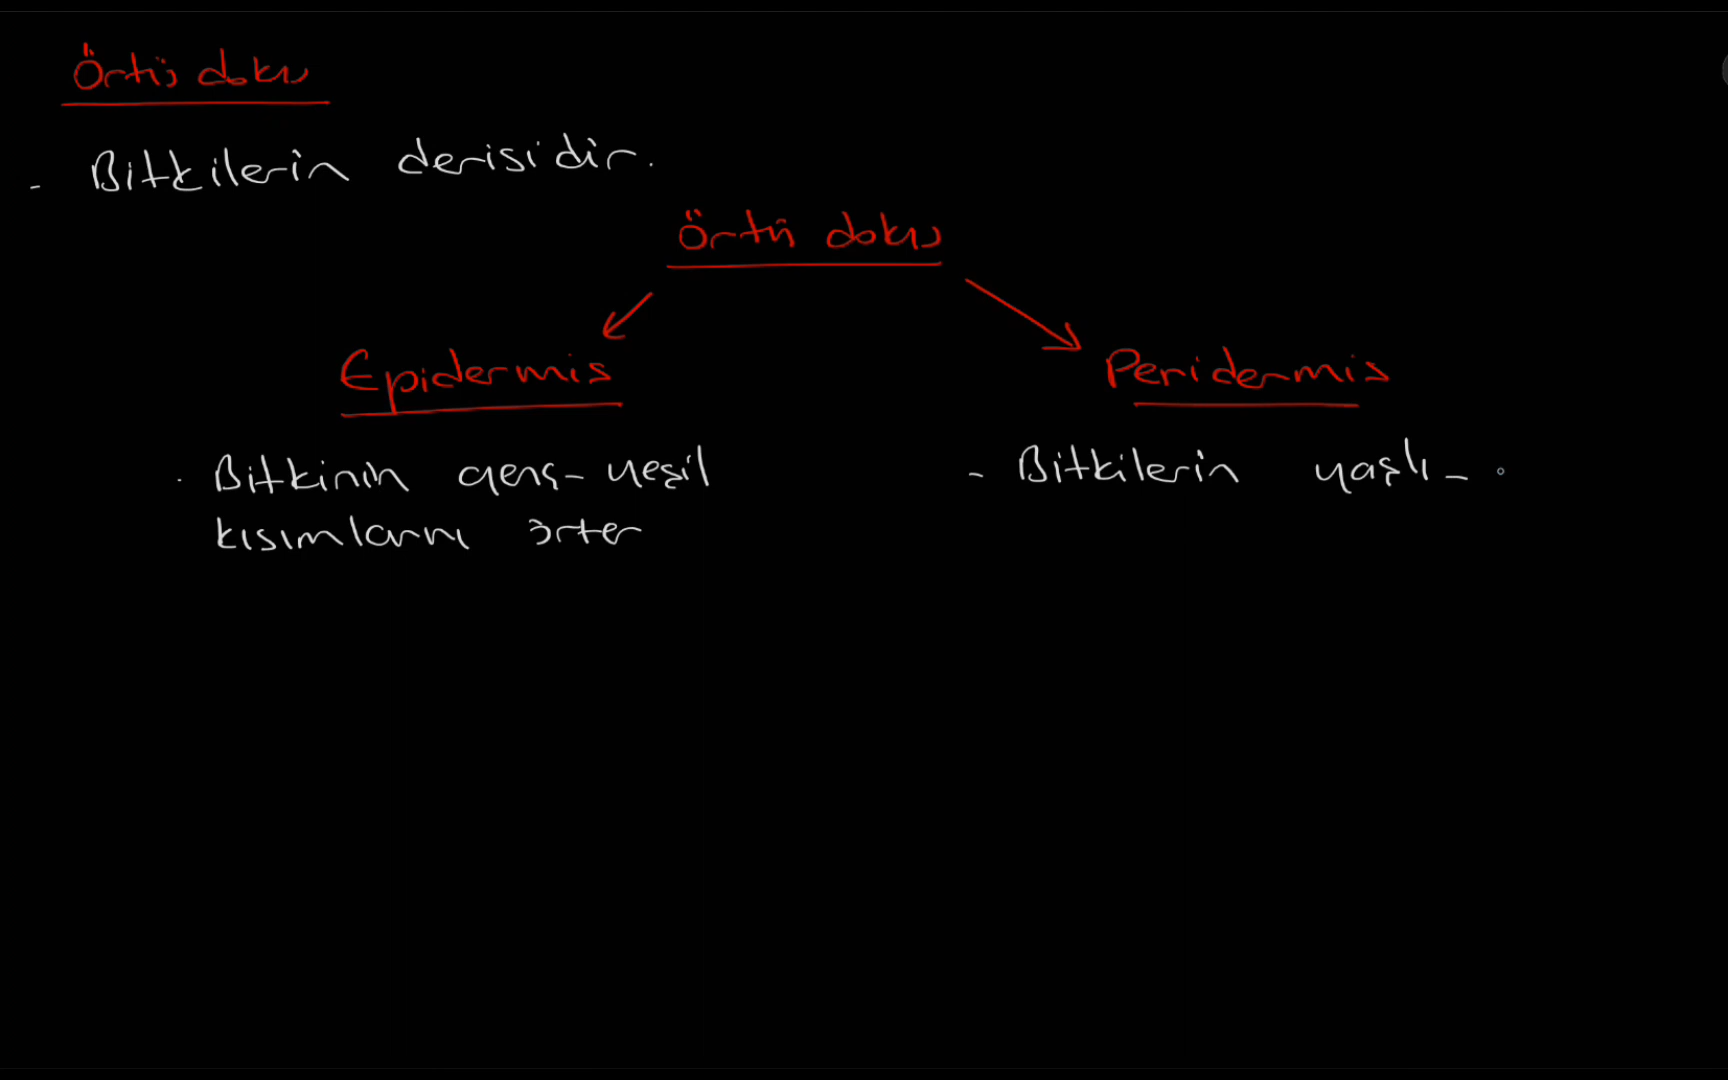 Örtü doku
- Bitkilerin derisidir.
Örtü doku
Epidermis
Peridermis
. Bitkinin genç-yeşil
kısımlarını örter
- Bitkilerin yaşlı -